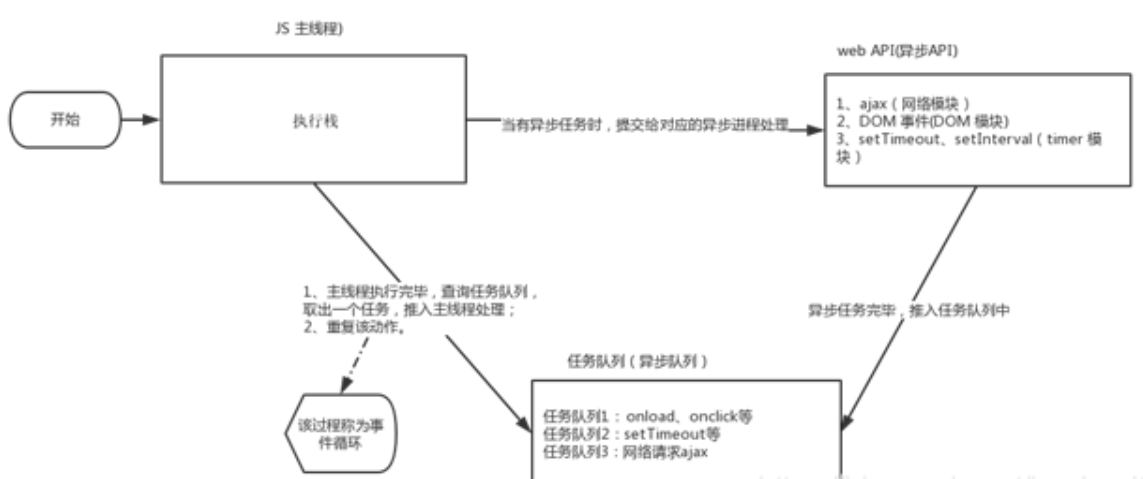 JS 主线程)
web API(异步API)
开始
执行栈
当有异步任务时，提交给对应的异步进程处理
1、ajax（网络模块）
2、DOM 事件(DOM 模块)
3、setTimeout、setInterval（timer 模
块）
1、主线程执行完毕，查询任务队列，
取出一个任务，推入主线程处理；
2、重复该动作。
异步任务完毕，推入任务队列中
该过程称为事
件循环
任务队列（异步队列）
任务队列1：onload、onclick等
任务队列2：setTimeout等
任务队列3：网络请求ajax